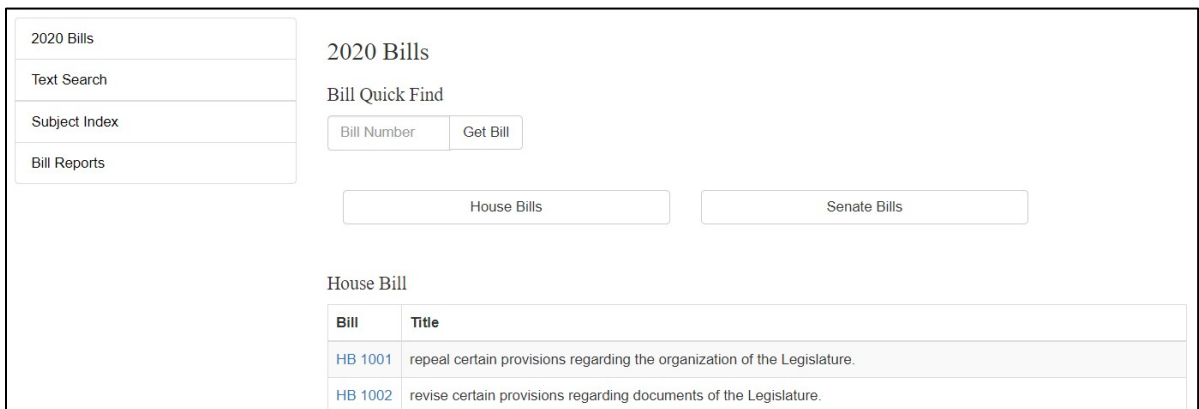 2020 Bills
Text Search
Subject Index
Bill Reports
2020 Bills
Bill Quick Find
Bill Number Get Bill
House Bills Senate Bills
House Bill
Bill Title
HB 1001 repeal certain provisions regarding the organization of the Legislature.
HB 1002 revise certain provisions regarding documents of the Legislature.